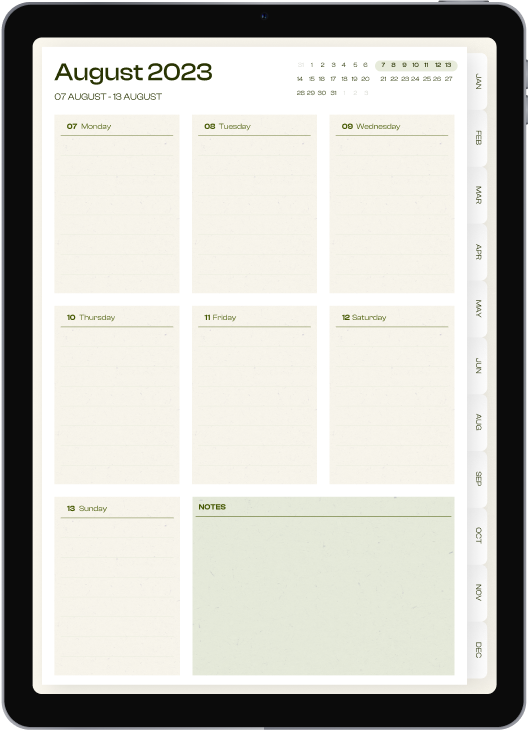 August 2023
07 AUGUST - 13 AUGUST
1 2 3 4 5 6 7 8 9 10 11 12 13
14 15 16 17 18 19 20 21 22 23 24 25 26 27
28 29 30 31 1 2 3
07 Monday
08 Tuesday
09 Wednesday
10 Thursday
11 Friday
12 Saturday
13 Sunday
NOTES
JAN
FEB
MAR
APR
MAY
JUN
AUG
SEP
OCT
NOV
DEC